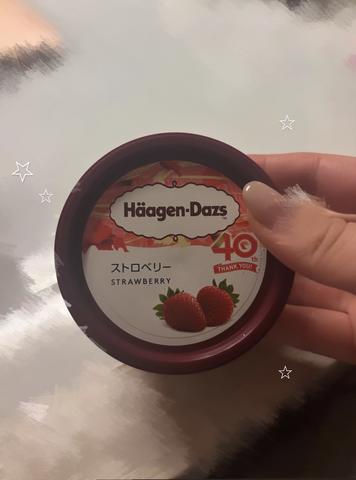 Häagen-Dazs
40th
THANK YOU!
ストロベリー
STRAWBERRY